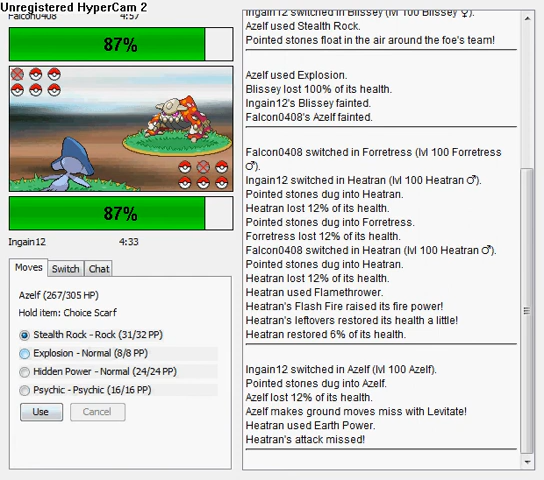 Unregistered HyperCam 2
Falcon0408 4:57
87%
87%
Ingain12 4:33
Moves Switch Chat
Azelf (267/305 HP)
Hold item: Choice Scarf
Stealth Rock - Rock (31/32 PP)
Explosion - Normal (8/8 PP)
Hidden Power - Normal (24/24 PP)
Psychic - Psychic (16/16 PP)
Use Cancel
Ingain12 switched in Blissey (lvl 100 Blissey ♀).
Azelf used Stealth Rock.
Pointed stones float in the air around the foe's team!
Azelf used Explosion.
Blissey lost 100% of its health.
Ingain12's Blissey fainted.
Falcon0408's Azelf fainted.
Falcon0408 switched in Forretress (lvl 100 Forretress
♂).
Ingain12 switched in Heatran (lvl 100 Heatran ♂).
Pointed stones dug into Heatran.
Heatran lost 12% of its health.
Pointed stones dug into Forretress.
Forretress lost 12% of its health.
Falcon0408 switched in Heatran (lvl 100 Heatran ♂).
Pointed stones dug into Heatran.
Heatran lost 12% of its health.
Heatran used Flamethrower.
Heatran's Flash Fire raised its fire power!
Heatran's leftovers restored its health a little!
Heatran restored 6% of its health.
Ingain12 switched in Azelf (lvl 100 Azelf).
Pointed stones dug into Azelf.
Azelf lost 12% of its health.
Azelf makes ground moves miss with Levitate!
Heatran used Earth Power.
Heatran's attack missed!